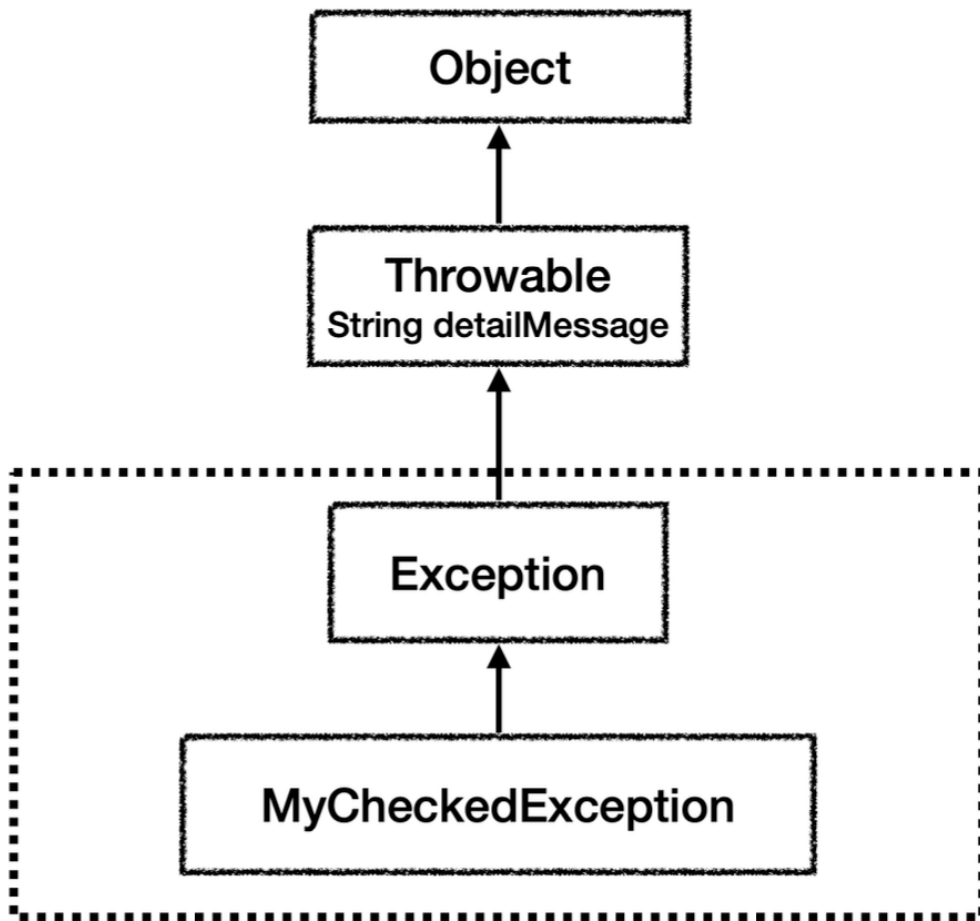 Object
Throwable
String detailMessage
Exception
MyCheckedException